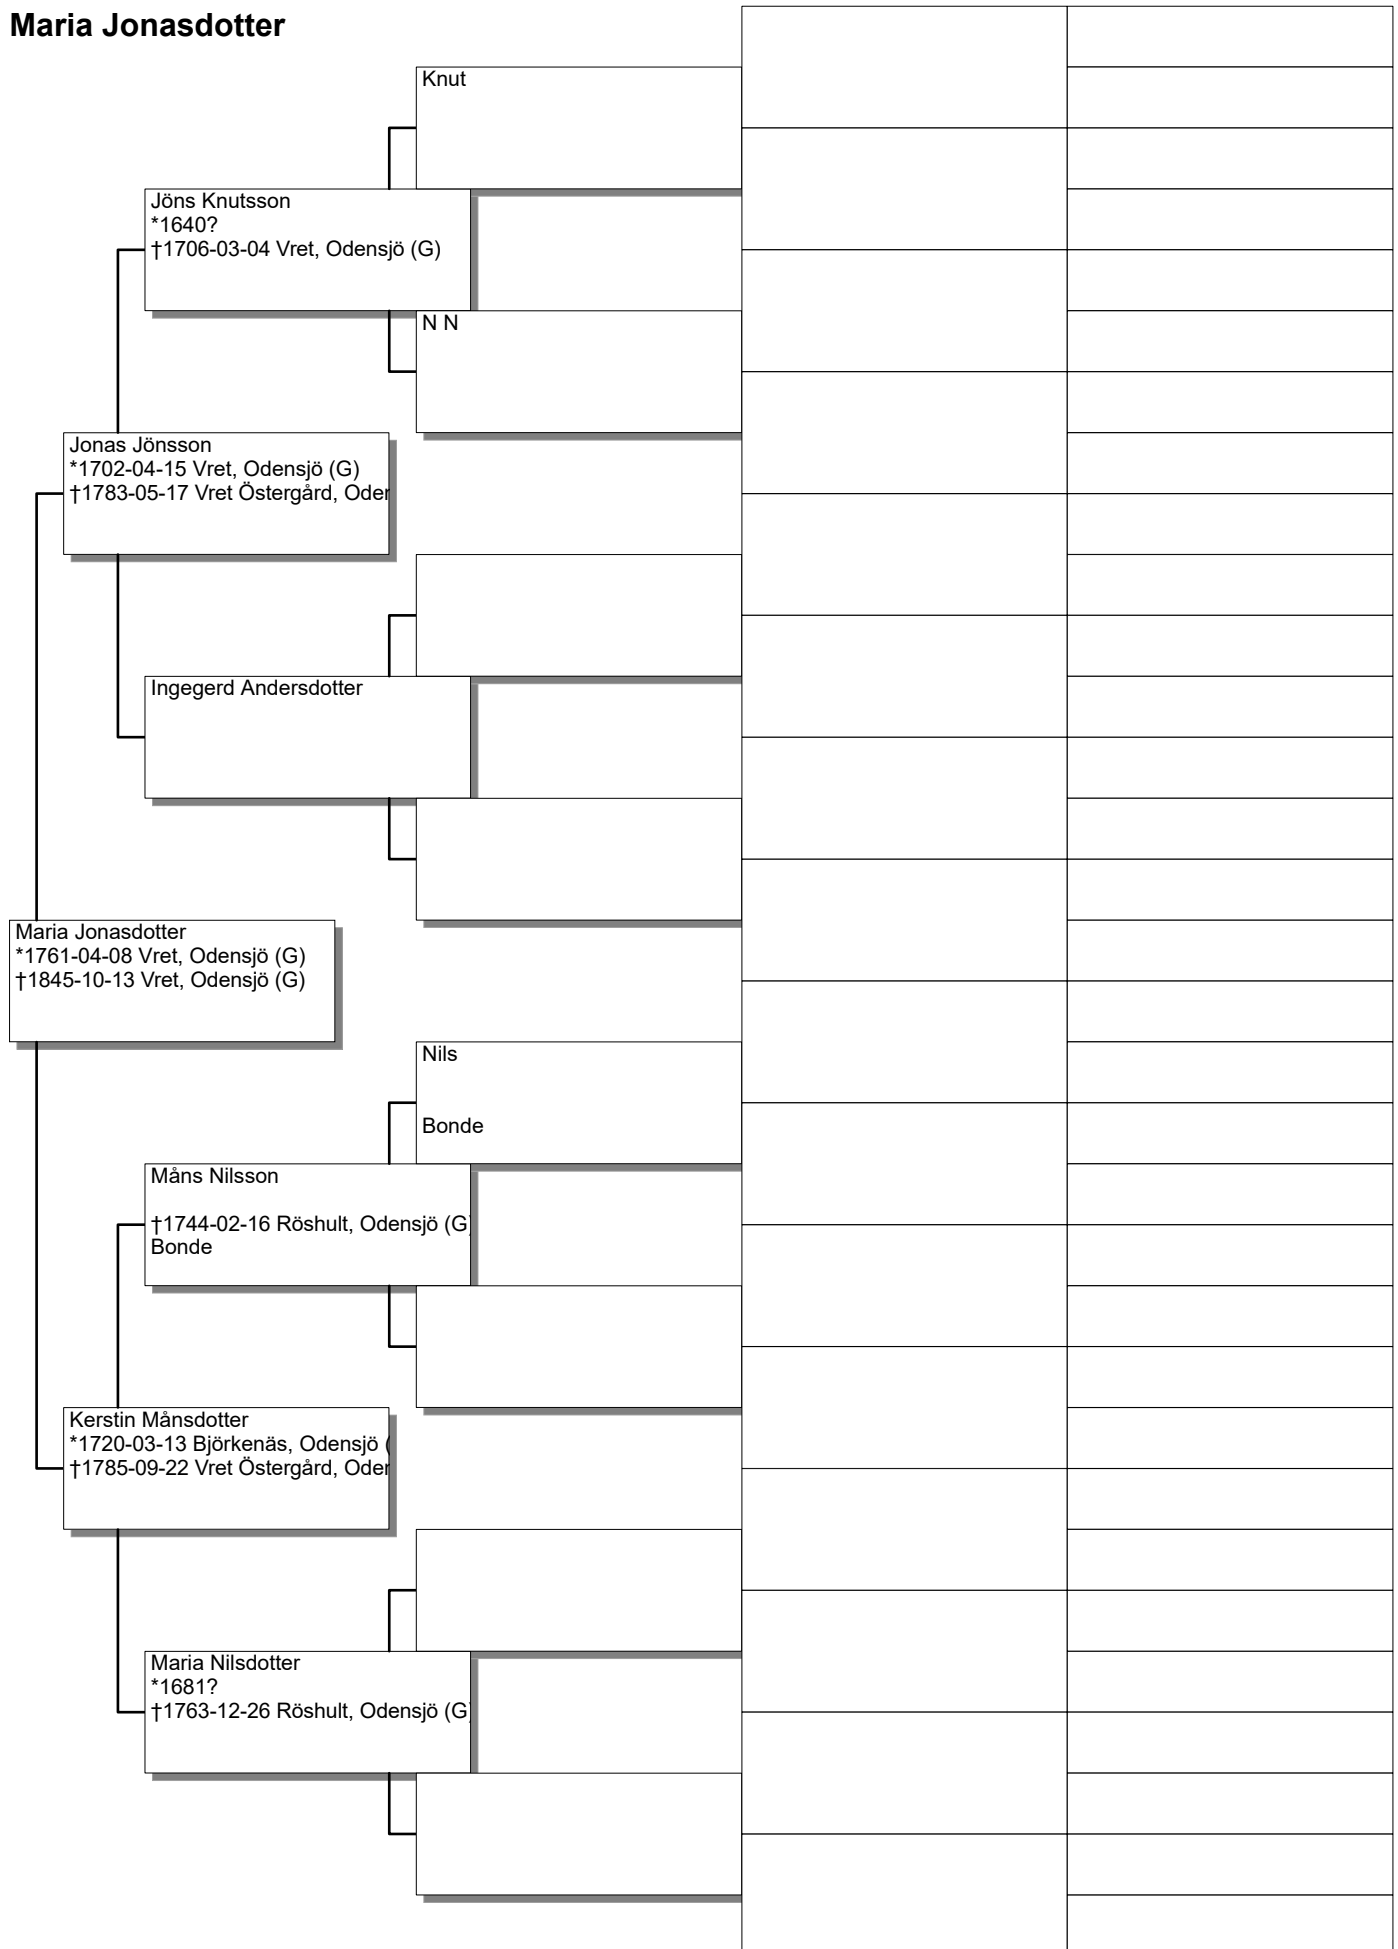 Maria Jonasdotter
Knut
Jöns Knutsson
*1640?
†1706-03-04 Vret, Odensjö (G)
N N
Jonas Jönsson
*1702-04-15 Vret, Odensjö (G)
†1783-05-17 Vret Östergård, Oden
Ingegerd Andersdotter
Maria Jonasdotter
*1761-04-08 Vret, Odensjö (G)
†1845-10-13 Vret, Odensjö (G)
Nils
Bonde
Måns Nilsson
†1744-02-16 Röshult, Odensjö (G)
Bonde
Kerstin Månsdotter
*1720-03-13 Björkenäs, Odensjö (
†1785-09-22 Vret Östergård, Oden
Maria Nilsdotter
*1681?
†1763-12-26 Röshult, Odensjö (G)